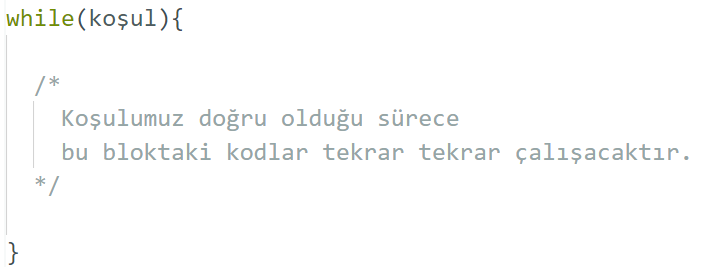 while(koşul){
/*
Koşulumuz doğru olduğu sürece
bu bloktaki kodlar tekrar tekrar çalışacaktır.
*/
}